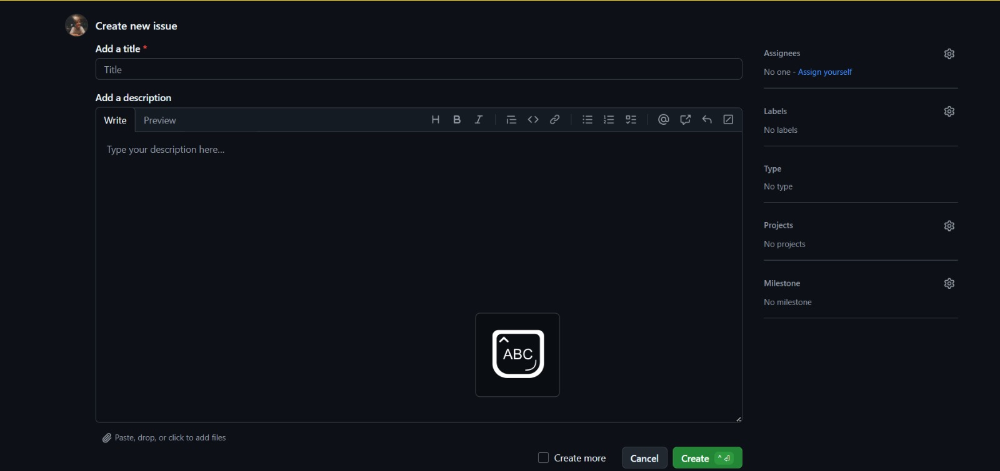 Create new issue
Add a title *
Title
Add a description
Write Preview
Type your description here...
ABC
Paste, drop, or click to add files
Create more Cancel Create
Assignees
No one - Assign yourself
Labels
No labels
Type
No type
Projects
No projects
Milestone
No milestone